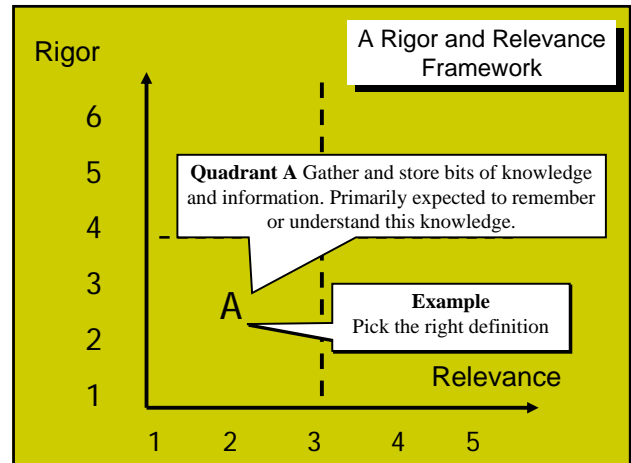 A Rigor and Relevance
Framework
Rigor
6
5
4
3
2
1
Quadrant A Gather and store bits of knowledge
and information. Primarily expected to remember
or understand this knowledge.
A
Example
Pick the right definition
Relevance
1 2 3 4 5